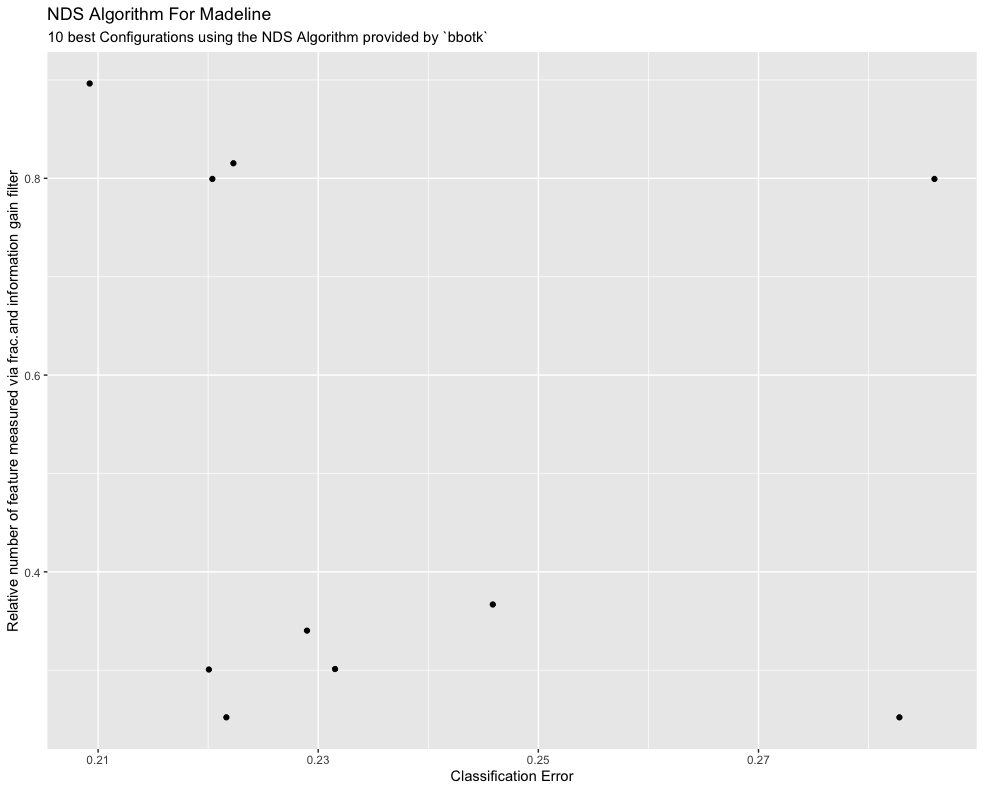 NDS Algorithm For Madeline
10 best Configurations using the NDS Algorithm provided by `bbotk`
Relative number of feature measured via frac.and information gain filter
0.8
0.6
0.4
0.21
0.23
0.25
0.27
Classification Error